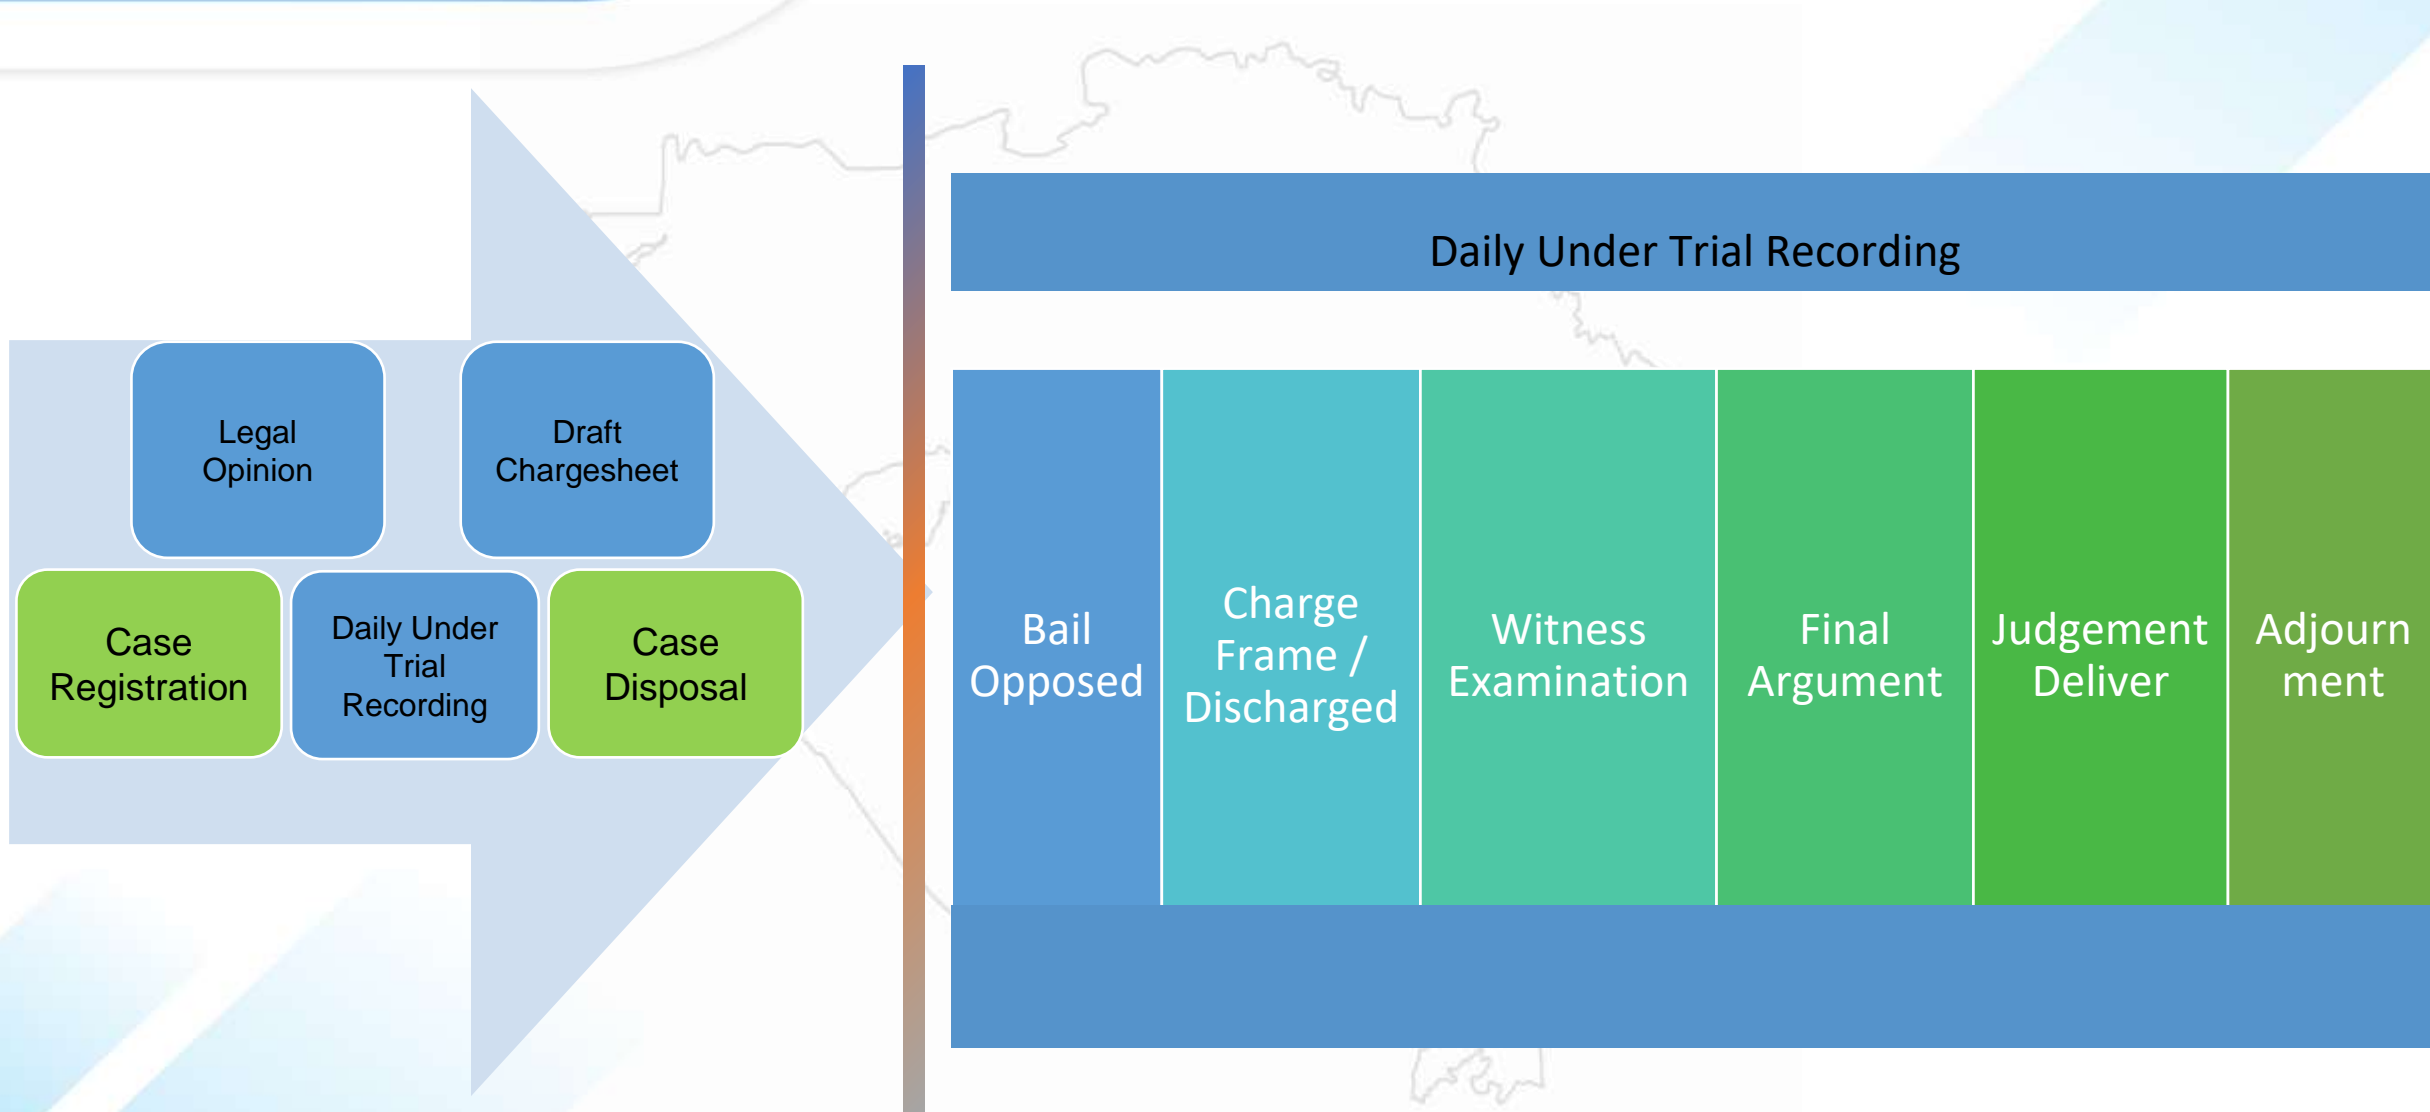 Legal
Opinion
Draft
Chargesheet
Case
Registration
Daily Under
Trial
Recording
Case
Disposal
Daily Under Trial Recording
Bail
Opposed
Charge
Frame /
Discharged
Witness
Examination
Final
Argument
Judgement
Deliver
Adjourn
ment